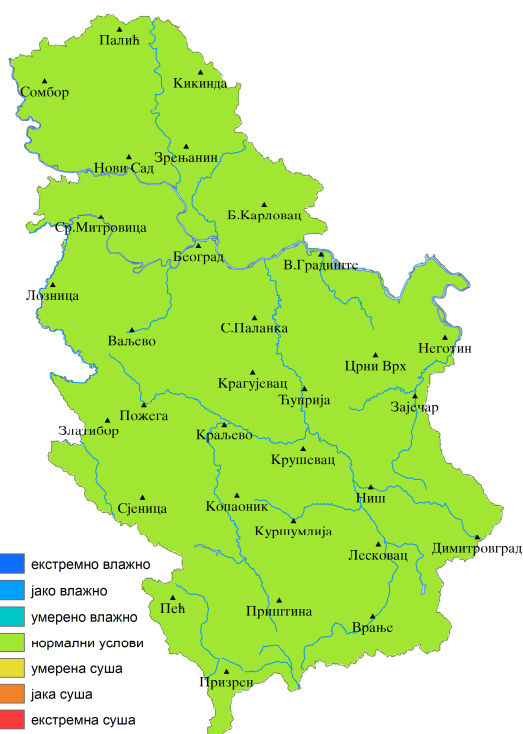 Палић
Кикинда
Сомбор
Зрењанин
Нови Сад
Б.Карловац
Ср.Митровица
Београд
В.Градиште
Лозница
С.Паланка
Ваљево
Неготин
Црни Врх
Крагујевац
Ћуприја
Зајечар
Пожега
Златибор
Краљево
Крушевац
Ниш
Копаоник
Сјеница
Куршумлија
Лесковац
Димитровград
екстремно влажно
јако влажно
умерено влажно
нормални услови
умерена суша
јака суша
екстремна суша
Пећ
Приштина
Врање
Призрен